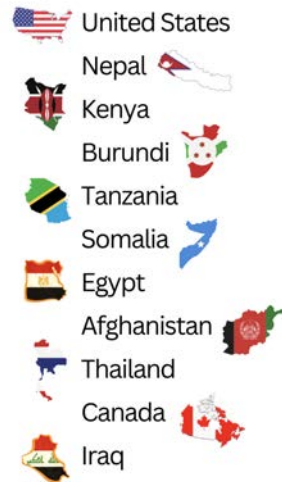 United States
Nepal
Kenya
Burundi
Tanzania
Somalia
Egypt
Afghanistan
Thailand
Canada
Iraq